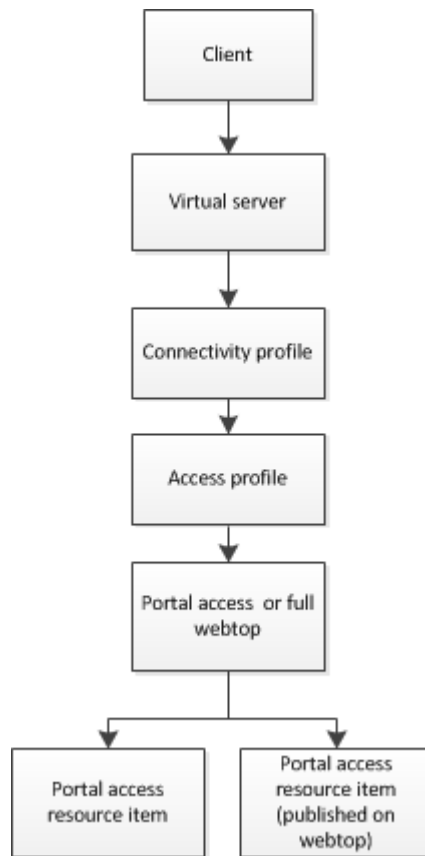 Client
Virtual server
Connectivity profile
Access profile
Portal access or full
webtop
Portal access
resource item
Portal access
resource item
(published on
webtop)